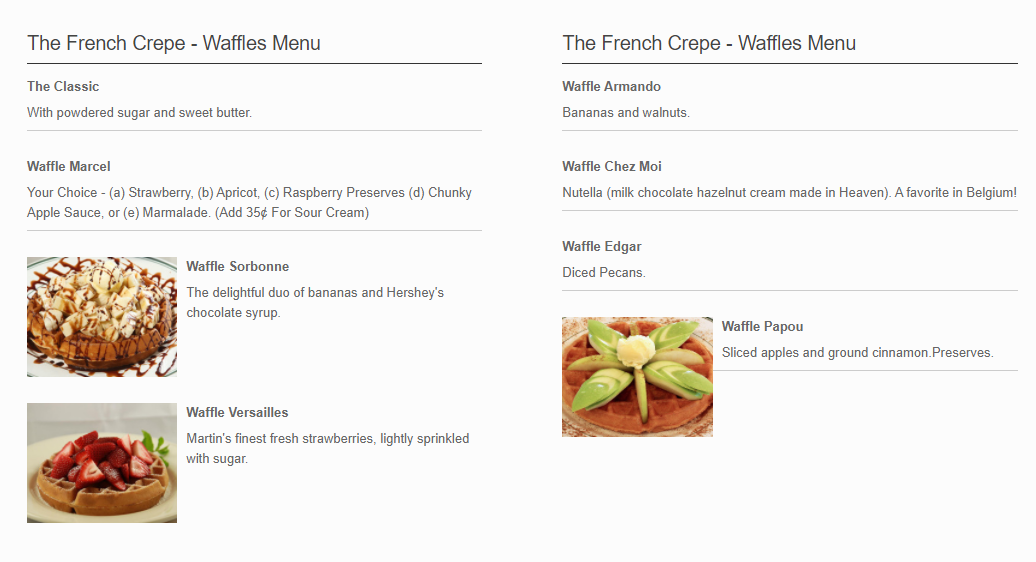 The French Crepe - Waffles Menu
The Classic
With powdered sugar and sweet butter.
Waffle Marcel
Your Choice - (a) Strawberry, (b) Apricot, (c) Raspberry Preserves (d) Chunky
Apple Sauce, or (e) Marmalade. (Add 35¢ For Sour Cream)
Waffle Sorbonne
The delightful duo of bananas and Hershey's
chocolate syrup.
Waffle Versailles
Martin's finest fresh strawberries, lightly sprinkled
with sugar.
The French Crepe - Waffles Menu
Waffle Armando
Bananas and walnuts.
Waffle Chez Moi
Nutella (milk chocolate hazelnut cream made in Heaven). A favorite in Belgium!
Waffle Edgar
Diced Pecans.
Waffle Papou
Sliced apples and ground cinnamon.Preserves.